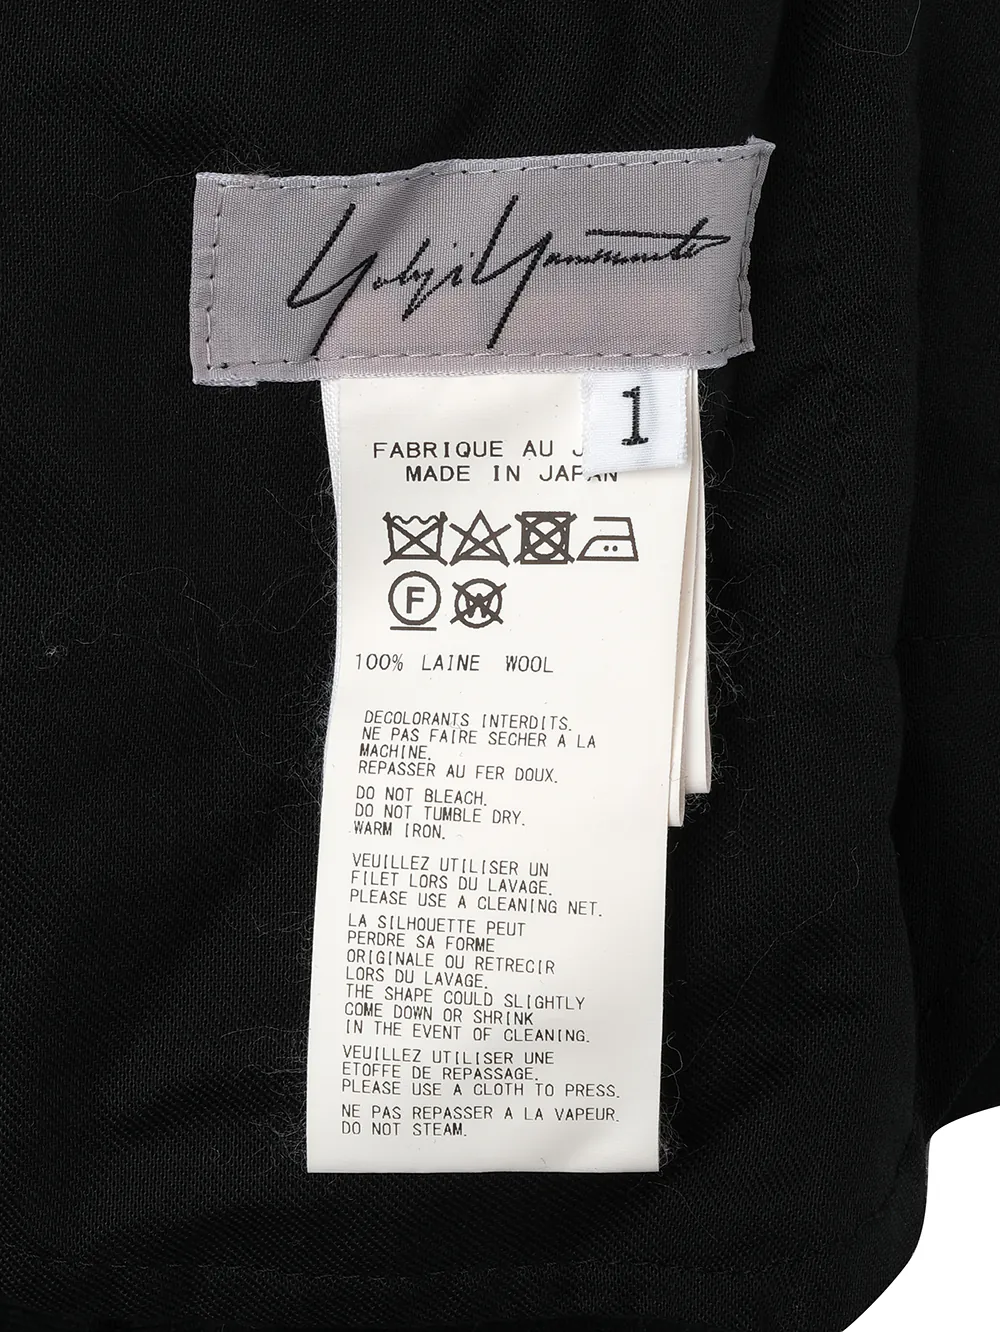 Yohji Yamamoto
1
FABRIQUE AU J
MADE IN JAPAN
F
W
100% LAINE WOOL
DECOLORANTS INTERDITS.
NE PAS FAIRE SECHER A LA
MACHINE.
REPASSER AU FER DOUX.
DO NOT BLEACH.
DO NOT TUMBLE DRY.
WARM IRON.
VEUILLEZ UTILISER UN
FILET LORS DU LAVAGE.
PLEASE USE A CLEANING NET.
LA SILHOUETTE PEUT
PERDRE SA FORME
ORIGINALE OU RETRECIR
LORS DU LAVAGE.
THE SHAPE COULD SLIGHTLY
COME DOWN OR SHRINK
IN THE EVENT OF CLEANING.
VEUILLEZ UTILISER UNE
ETOFFE DE REPASSAGE.
PLEASE USE A CLOTH TO PRESS.
NE PAS REPASSER A LA VAPEUR.
DO NOT STEAM.